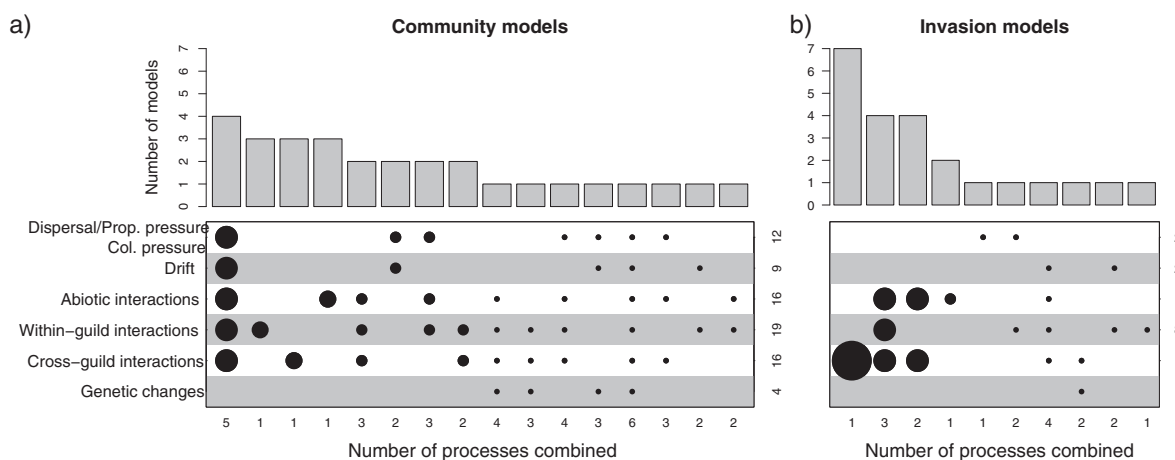 a)
Community models
Number of models
0 1 2 3 4 5 6 7
Dispersal/Prop. pressure
Col. pressure
Drift
Abiotic interactions
Within−guild interactions
Cross−guild interactions
Genetic changes
12
9
16
19
16
4
5 1 1 1 3 2 3 2 4 3 4 3 6 3 2 2
Number of processes combined
b)
Invasion models
0 1 2 3 4 5 6 7
1 3 2 1 1 2 4 2 2 1
Number of processes combined